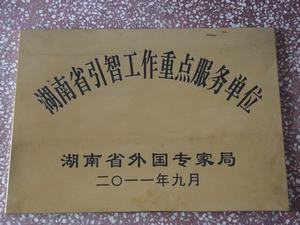 湖南省引智工作重点服务单位
湖南省外国专家局
二〇一一年九月